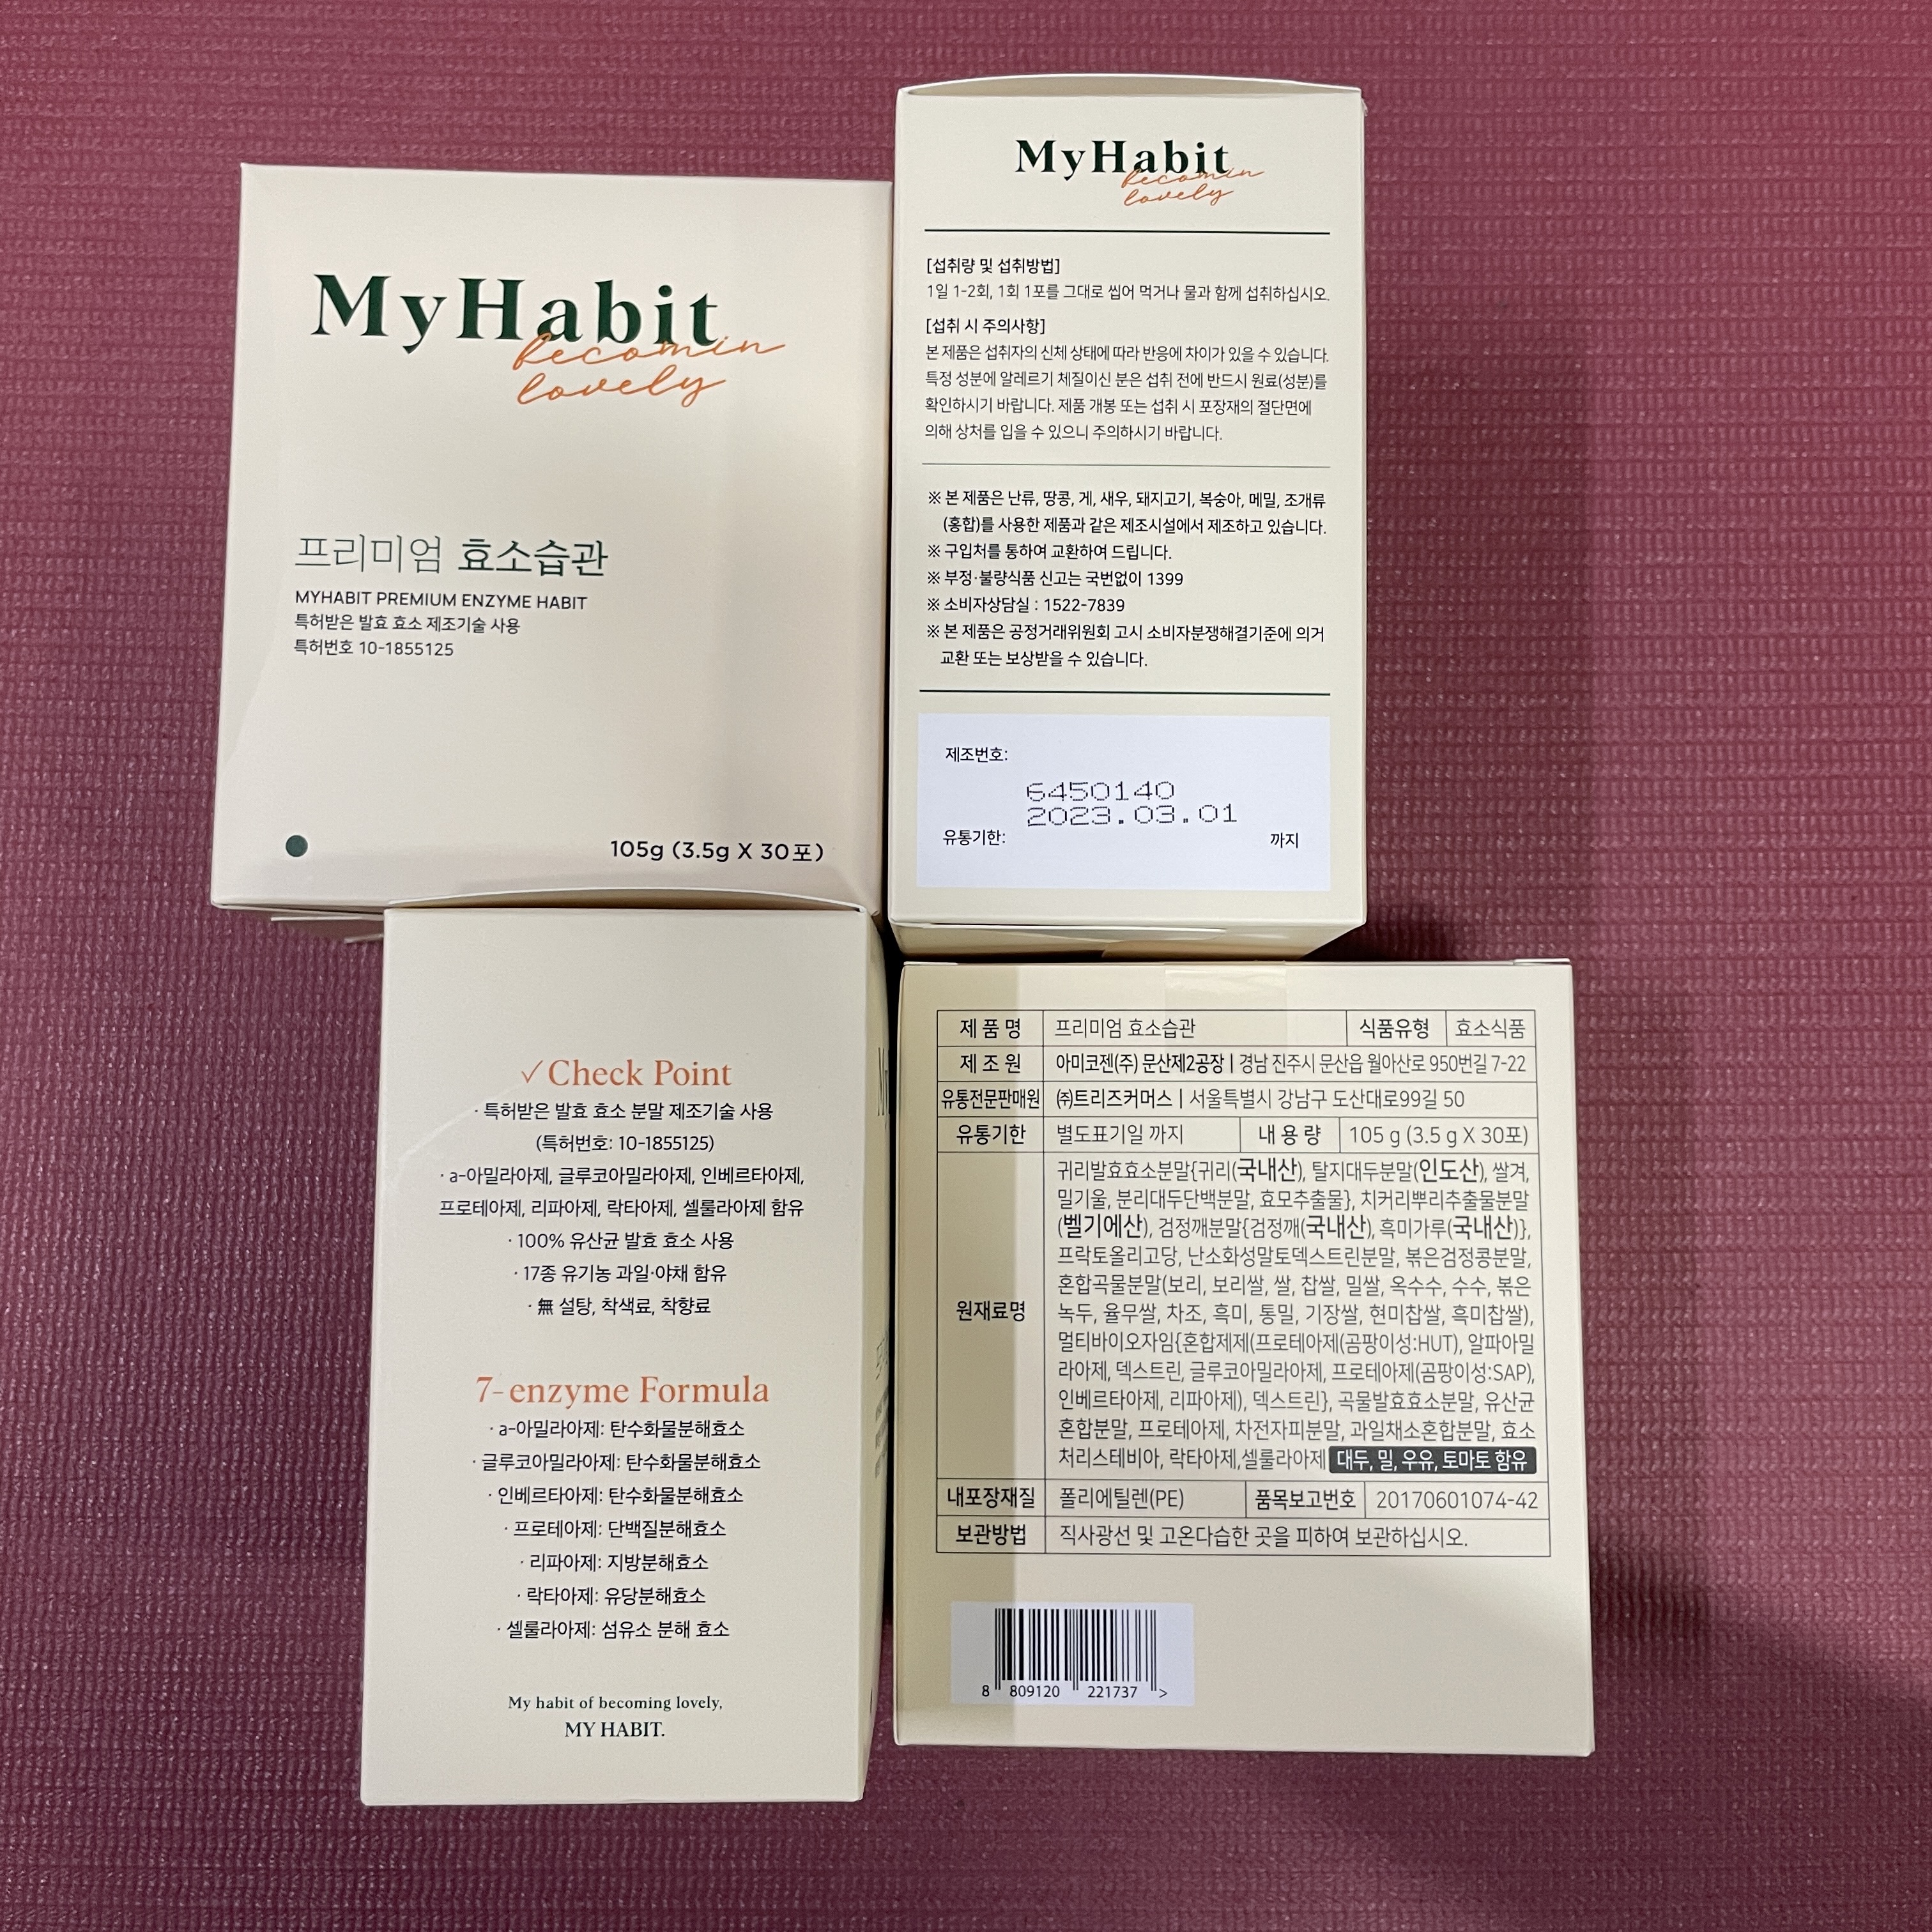 MyHabit
becomin
lovely
프리미엄 효소습관
MYHABIT PREMIUM ENZYME HABIT
특허받은 발효 효소 제조기술 사용
특허번호 10-1855125
105g (3.5g X 30포)
MyHabit
becomin
lovely
[섭취량 및 섭취방법]
1일 1-2회, 1회 1포를 그대로 씹어 먹거나 물과 함께 섭취하십시오.
[섭취 시 주의사항]
본 제품은 섭취자의 신체 상태에 따라 반응에 차이가 있을 수 있습니다.
특정 성분에 알레르기 체질이신 분은 섭취 전에 반드시 원료(성분)를
확인하시기 바랍니다. 제품 개봉 또는 섭취 시 포장재의 절단면에
의해 상처를 입을 수 있으니 주의하시기 바랍니다.
※ 본 제품은 난류, 땅콩, 게, 새우, 돼지고기, 복숭아, 메밀, 조개류
(홍합)를 사용한 제품과 같은 제조시설에서 제조하고 있습니다.
※ 구입처를 통하여 교환하여 드립니다.
※ 부정·불량식품 신고는 국번없이 1399
※ 소비자상담실 : 1522-7839
※ 본 제품은 공정거래위원회 고시 소비자분쟁해결기준에 의거
교환 또는 보상받을 수 있습니다.
제조번호:
6450140
2023.03.01
유통기한: 까지
✓Check Point
· 특허받은 발효 효소 분말 제조기술 사용
(특허번호: 10-1855125)
· a-아밀라아제, 글루코아밀라아제, 인베르타아제,
프로테아제, 리파아제, 락타아제, 셀룰라아제 함유
· 100% 유산균 발효 효소 사용
· 17종 유기농 과일·야채 함유
· 無 설탕, 착색료, 착향료
7-enzyme Formula
· a-아밀라아제: 탄수화물분해효소
· 글루코아밀라아제: 탄수화물분해효소
· 인베르타아제: 탄수화물분해효소
· 프로테아제: 단백질분해효소
· 리파아제: 지방분해효소
· 락타아제: 유당분해효소
· 셀룰라아제: 섬유소 분해 효소
My habit of becoming lovely,
MY HABIT.
제 품 명 프리미엄 효소습관 식품유형 효소식품
제 조 원 아미코젠(주) 문산제2공장 | 경남 진주시 문산읍 월아산로 950번길 7-22
유통전문판매원 ㈜트리즈커머스 | 서울특별시 강남구 도산대로99길 50
유통기한 별도표기일 까지 내 용 량 105 g (3.5 g X 30포)
원재료명
귀리발효효소분말{귀리(국내산), 탈지대두분말(인도산), 쌀겨,
밀기울, 분리대두단백분말, 효모추출물}, 치커리뿌리추출물분말
(벨기에산), 검정깨분말{검정깨(국내산), 흑미가루(국내산)},
프락토올리고당, 난소화성말토덱스트린분말, 볶은검정콩분말,
혼합곡물분말(보리, 보리쌀, 쌀, 찹쌀, 밀쌀, 옥수수, 수수, 볶은
녹두, 율무쌀, 차조, 흑미, 통밀, 기장쌀, 현미찹쌀, 흑미찹쌀),
멀티바이오자임{혼합제제(프로테아제(곰팡이성:HUT), 알파아밀
라아제, 덱스트린, 글루코아밀라아제, 프로테아제(곰팡이성:SAP),
인베르타아제, 리파아제), 덱스트린}, 곡물발효효소분말, 유산균
혼합분말, 프로테아제, 차전자피분말, 과일채소혼합분말, 효소
처리스테비아, 락타아제,셀룰라아제 대두, 밀, 우유, 토마토 함유
내포장재질 폴리에틸렌(PE) 품목보고번호 20170601074-42
보관방법 직사광선 및 고온다습한 곳을 피하여 보관하십시오.
8 809120 221737 >